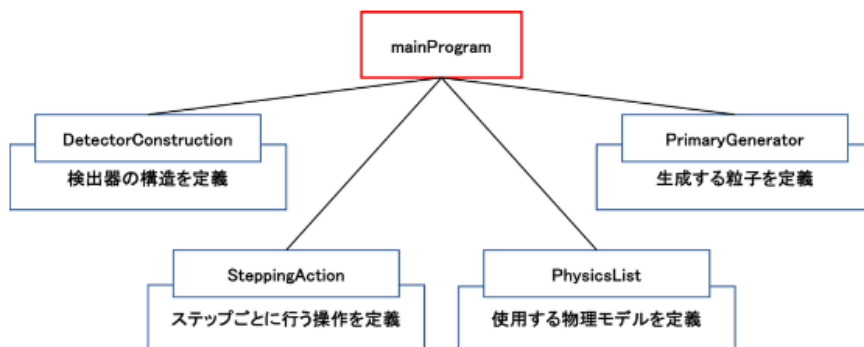 mainProgram
DetectorConstruction
検出器の構造を定義
PrimaryGenerator
生成する粒子を定義
SteppingAction
ステップごとに行う操作を定義
PhysicsList
使用する物理モデルを定義